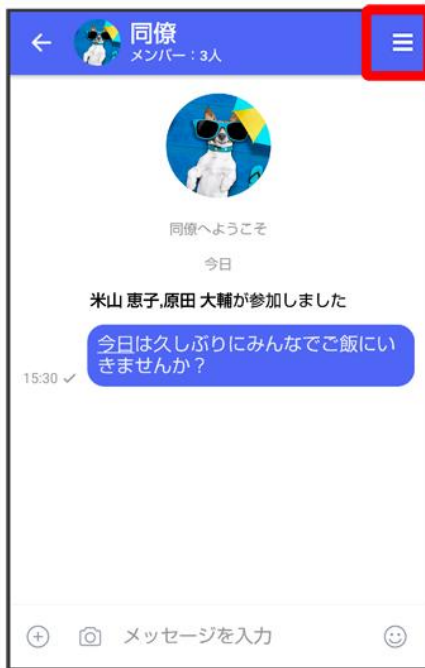 同僚
メンバー：3人
同僚へようこそ
今日
米山 恵子,原田 大輔が参加しました
今日は久しぶりにみんなでご飯にい
きませんか？
15:30
メッセージを入力